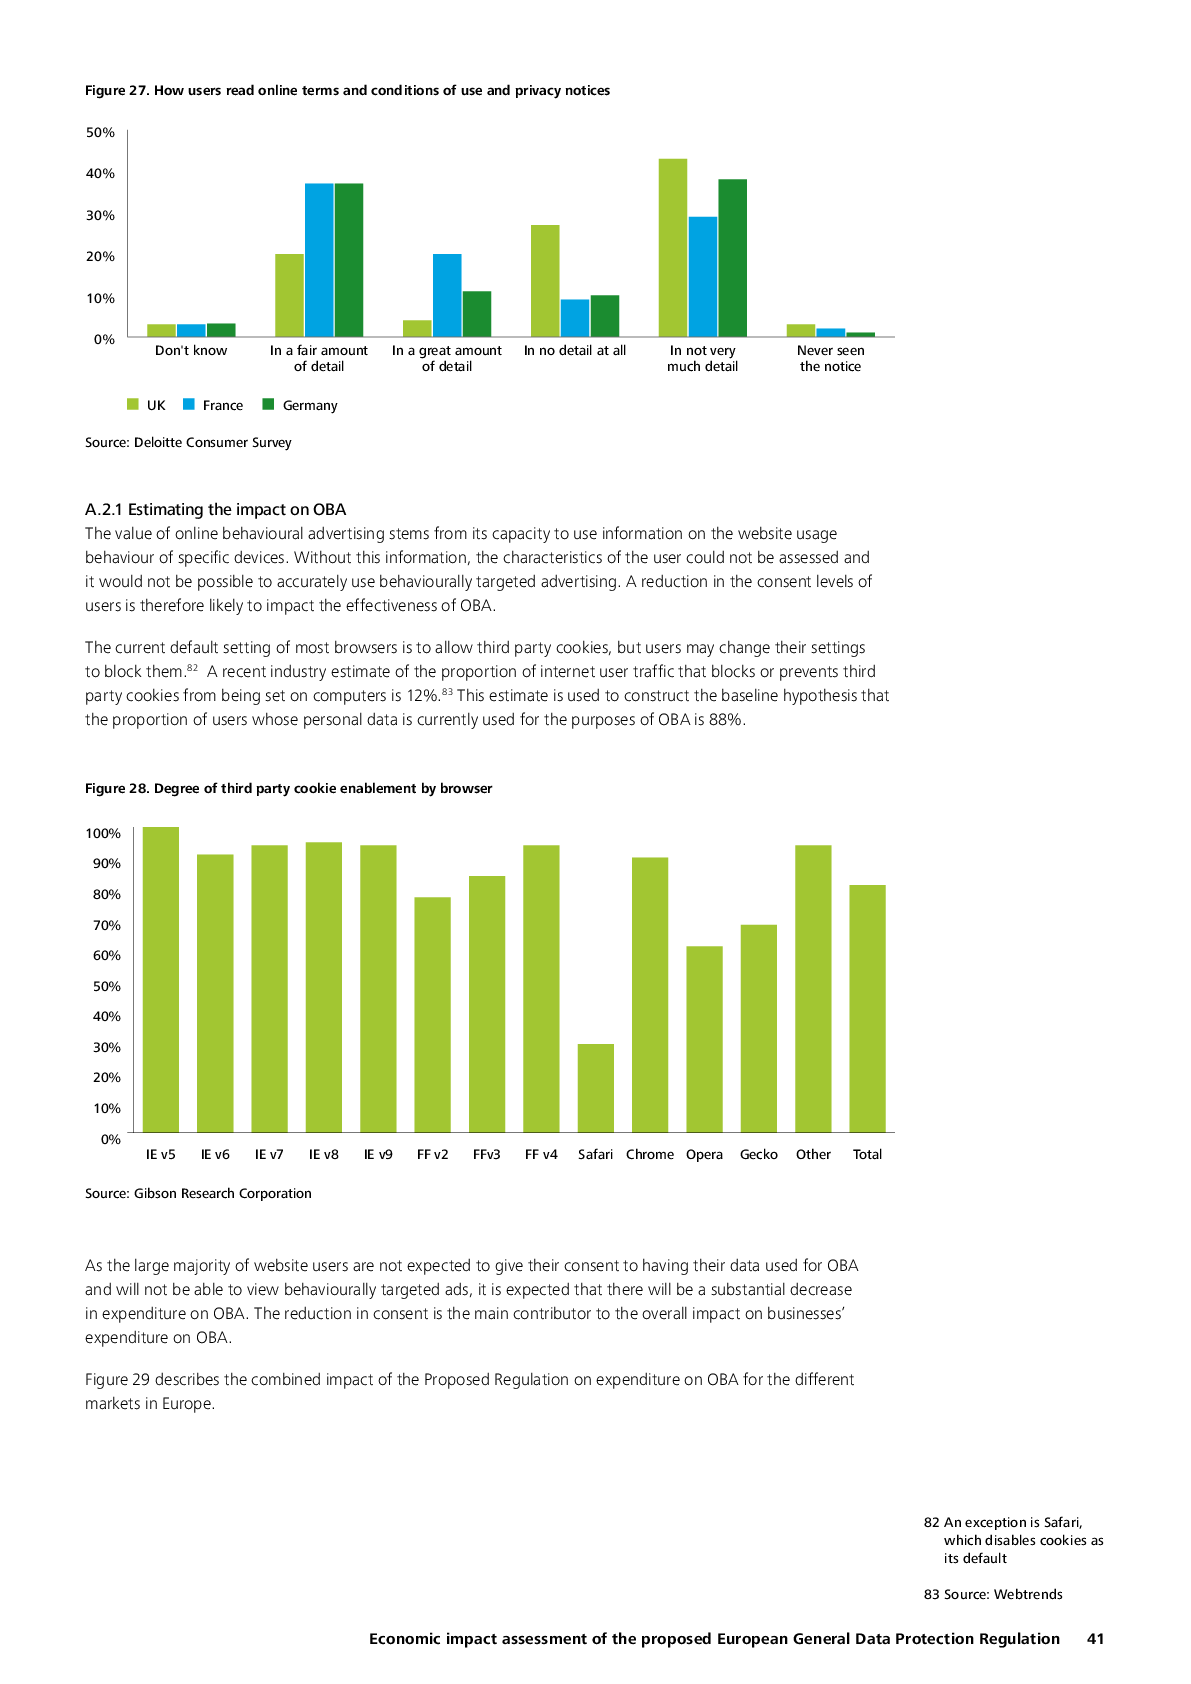 Figure 27. How users read online terms and conditions of use and privacy notices
50%
40%
30%
20%
10%
0%
Don't know
In a fair amount
of detail
In a great amount
of detail
In no detail at all
In not very
much detail
Never seen
the notice
UK France Germany
Source: Deloitte Consumer Survey
A.2.1 Estimating the impact on OBA
The value of online behavioural advertising stems from its capacity to use information on the website usage
behaviour of specific devices. Without this information, the characteristics of the user could not be assessed and
it would not be possible to accurately use behaviourally targeted advertising. A reduction in the consent levels of
users is therefore likely to impact the effectiveness of OBA.
The current default setting of most browsers is to allow third party cookies, but users may change their settings
to block them.82 A recent industry estimate of the proportion of internet user traffic that blocks or prevents third
party cookies from being set on computers is 12%.83 This estimate is used to construct the baseline hypothesis that
the proportion of users whose personal data is currently used for the purposes of OBA is 88%.
Figure 28. Degree of third party cookie enablement by browser
100%
90%
80%
70%
60%
50%
40%
30%
20%
10%
0%
IE v5 IE v6 IE v7 IE v8 IE v9 FF v2 FFv3 FF v4 Safari Chrome Opera Gecko Other Total
Source: Gibson Research Corporation
As the large majority of website users are not expected to give their consent to having their data used for OBA
and will not be able to view behaviourally targeted ads, it is expected that there will be a substantial decrease
in expenditure on OBA. The reduction in consent is the main contributor to the overall impact on businesses’
expenditure on OBA.
Figure 29 describes the combined impact of the Proposed Regulation on expenditure on OBA for the different
markets in Europe.
82 An exception is Safari,
which disables cookies as
its default
83 Source: Webtrends
Economic impact assessment of the proposed European General Data Protection Regulation 41